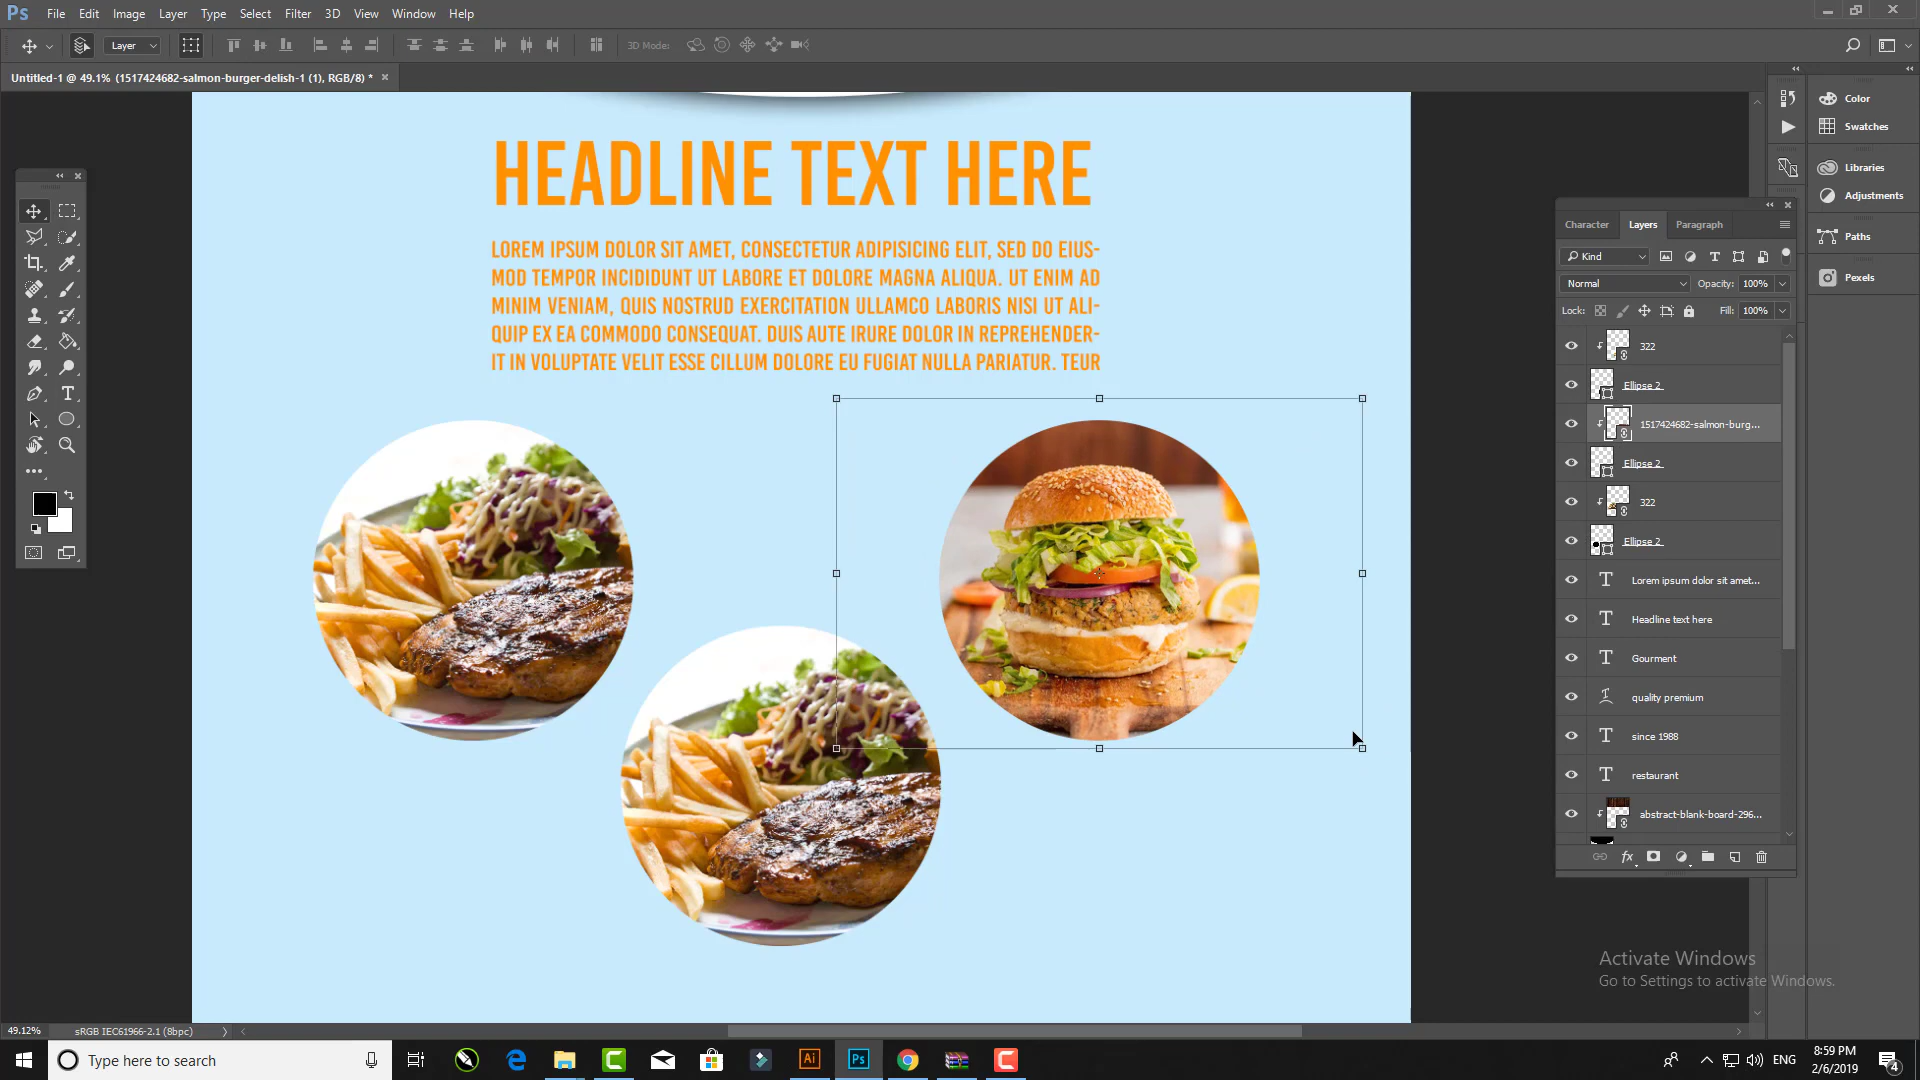 Ps File Edit Image Layer Type Select Filter 3D View Window Help
Layer 3D Mode:
Untitled-1 @ 49.1% (1517424682-salmon-burger-delish-1 (1), RGB/8) *
HEADLINE TEXT HERE
LOREM IPSUM DOLOR SIT AMET, CONSECTETUR ADIPISICING ELIT, SED DO EIUS-
MOD TEMPOR INCIDIDUNT UT LABORE ET DOLORE MAGNA ALIQUA. UT ENIM AD
MINIM VENIAM, QUIS NOSTRUD EXERCITATION ULLAMCO LABORIS NISI UT ALI-
QUIP EX EA COMMODO CONSEQUAT. DUIS AUTE IRURE DOLOR IN REPREHENDER-
IT IN VOLUPTATE VELIT ESSE CILLUM DOLORE EU FUGIAT NULLA PARIATUR. TEUR
Color
Swatches
Libraries
Adjustments
Paths
Pexels
Character Layers Paragraph
Kind
Normal Opacity: 100%
Lock: Fill: 100%
322
Ellipse 2
1517424682-salmon-burg...
Ellipse 2
322
Ellipse 2
Lorem ipsum dolor sit amet...
Headline text here
Gourment
quality premium
since 1988
restaurant
abstract-blank-board-296...
fx
Activate Windows
Go to Settings to activate Windows.
49.12% sRGB IEC61966-2.1 (8bpc)
Type here to search
Ai Ps
ENG
8:59 PM
2/6/2019
4